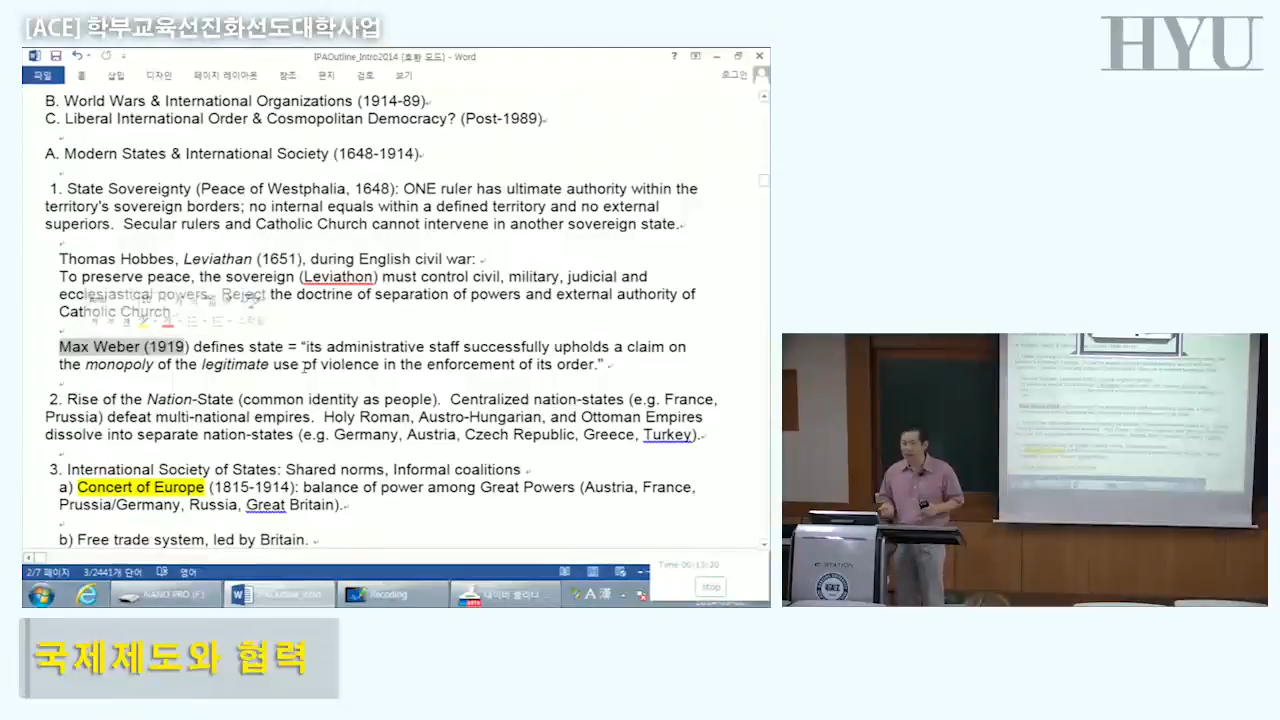 [ACE] 학부교육선진화선도대학사업
HYU
IPAOutline_Intro2014 [호환 모드] - Word
파일 홈 삽입 디자인 페이지 레이아웃 참조 편지 검토 보기 로그인
B. World Wars & International Organizations (1914-89)
C. Liberal International Order & Cosmopolitan Democracy? (Post-1989)
A. Modern States & International Society (1648-1914)
1. State Sovereignty (Peace of Westphalia, 1648): ONE ruler has ultimate authority within the
territory's sovereign borders; no internal equals within a defined territory and no external
superiors. Secular rulers and Catholic Church cannot intervene in another sovereign state.
Thomas Hobbes, Leviathan (1651), during English civil war:
To preserve peace, the sovereign (Leviathon) must control civil, military, judicial and
ecclesiastical powers. Reject the doctrine of separation of powers and external authority of
Catholic Church
Max Weber (1919) defines state = “its administrative staff successfully upholds a claim on
the monopoly of the legitimate use of violence in the enforcement of its order.”
2. Rise of the Nation-State (common identity as people). Centralized nation-states (e.g. France,
Prussia) defeat multi-national empires. Holy Roman, Austro-Hungarian, and Ottoman Empires
dissolve into separate nation-states (e.g. Germany, Austria, Czech Republic, Greece, Turkey).
3. International Society of States: Shared norms, Informal coalitions
a) Concert of Europe (1815-1914): balance of power among Great Powers (Austria, France,
Prussia/Germany, Russia, Great Britain).
b) Free trade system, led by Britain.
2/7 페이지 3/2441개 단어 영어
Time 00:13:20
stop
NANO PRO (F:) IPAOutline_Intro Recoding A 漢
국제제도와 협력